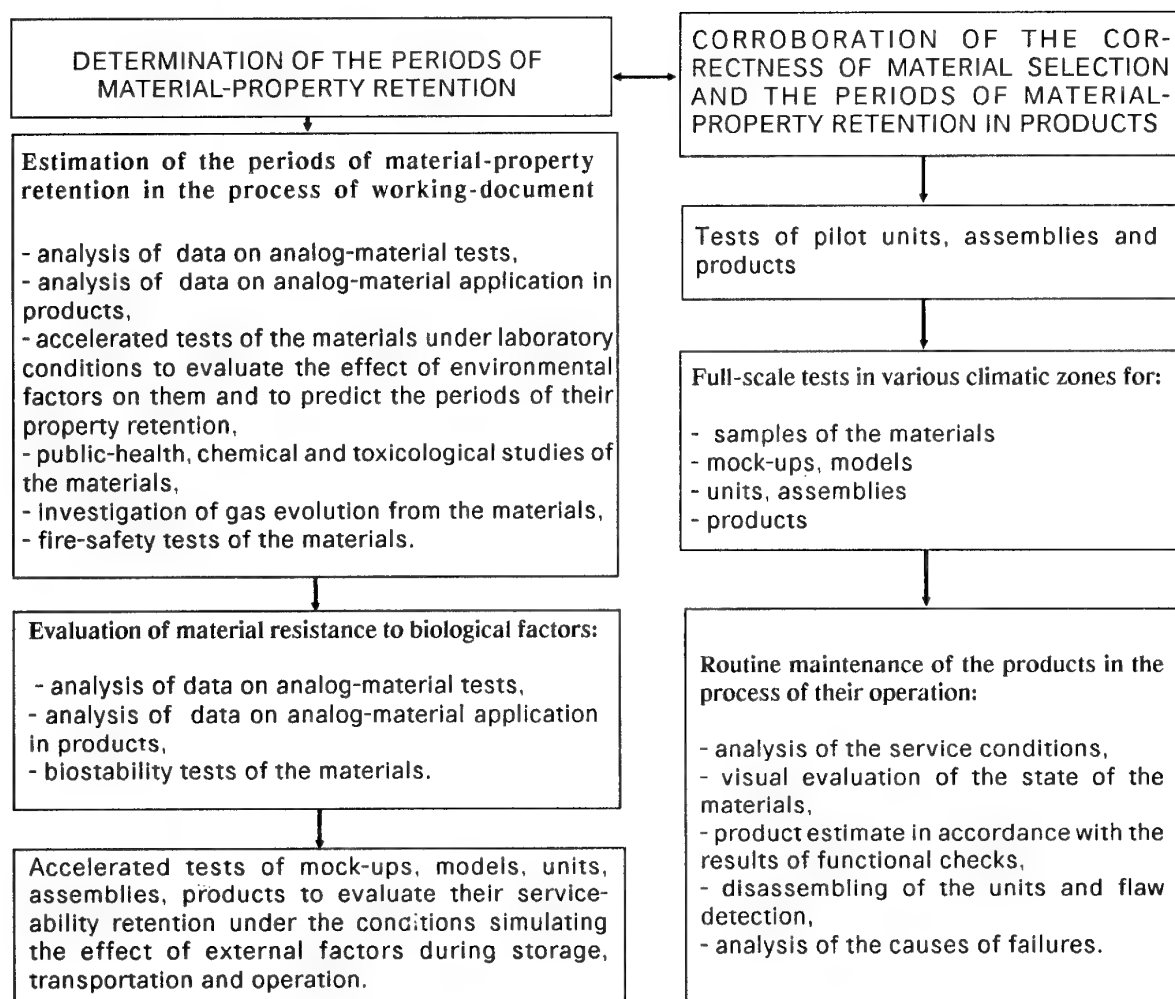 DETERMINATION OF THE PERIODS OF
MATERIAL-PROPERTY RETENTION
Estimation of the periods of material-property
retention in the process of working-document
- analysis of data on analog-material tests,
- analysis of data on analog-material application in
products,
- accelerated tests of the materials under laboratory
conditions to evaluate the effect of environmental
factors on them and to predict the periods of their
property retention,
- public-health, chemical and toxicological studies of
the materials,
- investigation of gas evolution from the materials,
- fire-safety tests of the materials.
Evaluation of material resistance to biological factors:
- analysis of data on analog-material tests,
- analysis of data on analog-material application
in products,
- biostability tests of the materials.
Accelerated tests of mock-ups, models, units,
assemblies, products to evaluate their service-
ability retention under the conditions simulating
the effect of external factors during storage,
transportation and operation.
CORROBORATION OF THE COR-
RECTNESS OF MATERIAL SELECTION
AND THE PERIODS OF MATERIAL-
PROPERTY RETENTION IN PRODUCTS
Tests of pilot units, assemblies and
products
Full-scale tests in various climatic zones for:
- samples of the materials
- mock-ups, models
- units, assemblies
- products
Routine maintenance of the products in the
process of their operation:
- analysis of the service conditions,
- visual evaluation of the state of the
materials,
- product estimate in accordance with the
results of functional checks,
- disassembling of the units and flaw
detection,
- analysis of the causes of failures.